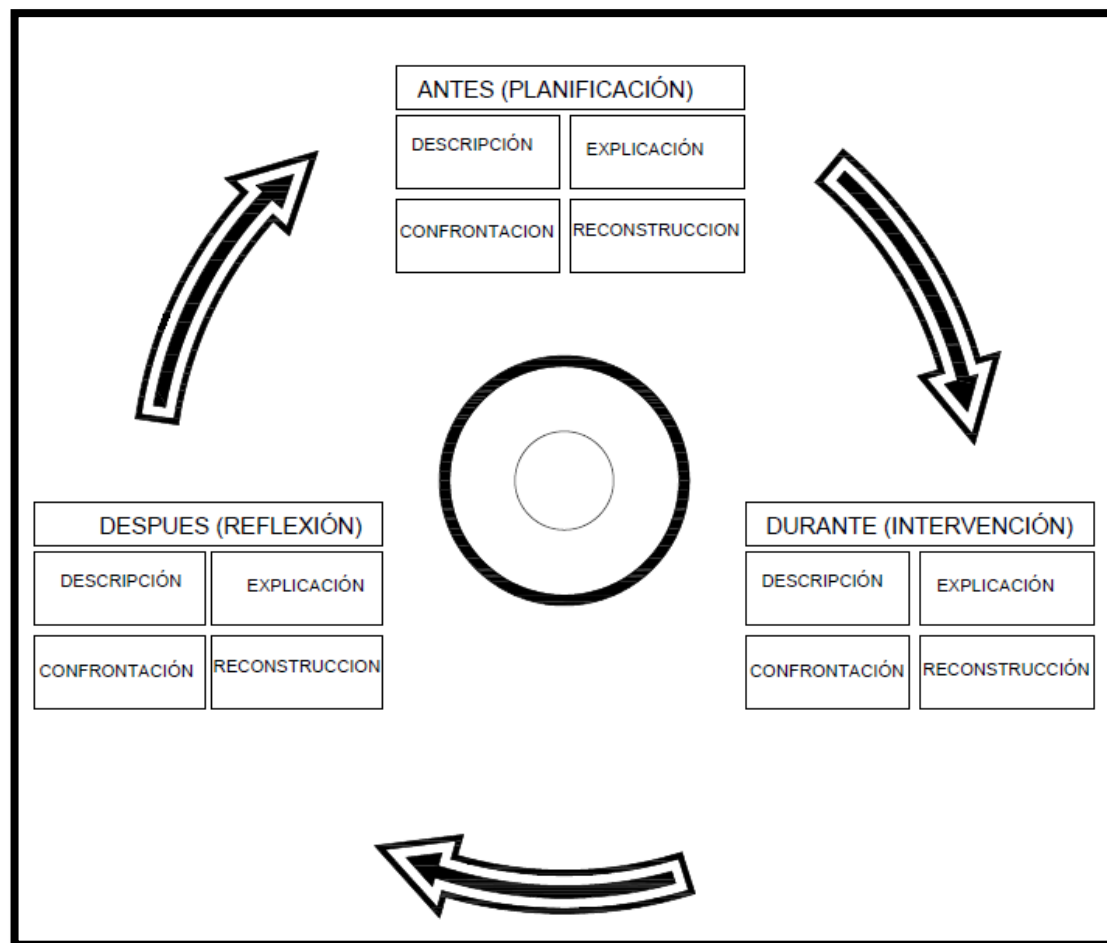 ANTES (PLANIFICACIÓN)
DESCRIPCIÓN
EXPLICACIÓN
CONFRONTACION
RECONSTRUCCION
DESPUES (REFLEXIÓN)
DESCRIPCIÓN
EXPLICACIÓN
CONFRONTACIÓN
RECONSTRUCCION
DURANTE (INTERVENCIÓN)
DESCRIPCIÓN
EXPLICACIÓN
CONFRONTACIÓN
RECONSTRUCCIÓN